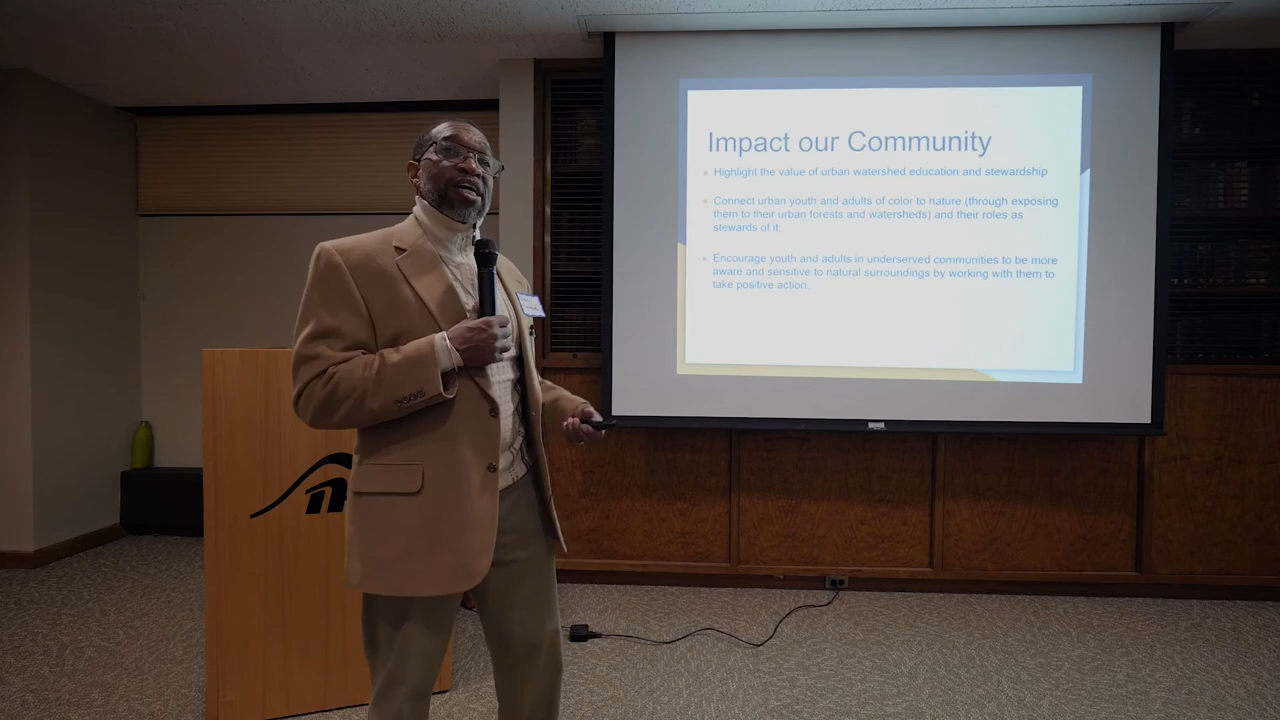 Impact our Community
Highlight the value of urban watershed education and stewardship
Connect urban youth and adults of color to nature (through exposing
them to their urban forests and watersheds) and their roles as
stewards of it;
Encourage youth and adults in underserved communities to be more
aware and sensitive to natural surroundings by working with them to
take positive action.